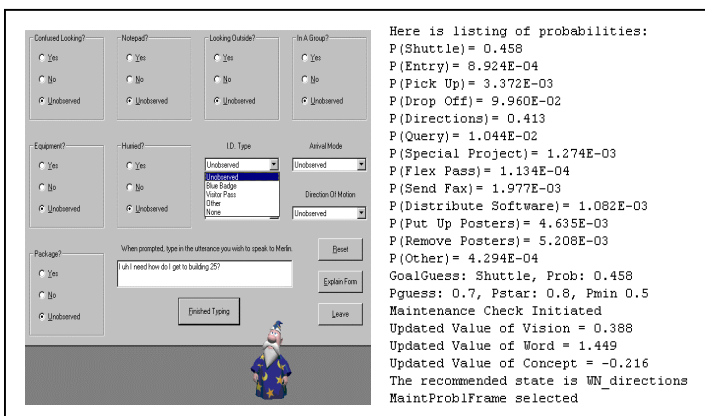 Confused Looking?
Yes
No
Unobserved
Notepad?
Yes
No
Unobserved
Looking Outside?
Yes
No
Unobserved
In A Group?
Yes
No
Unobserved
Equipment?
Yes
No
Unobserved
Hurried?
Yes
No
Unobserved
I.D. Type
Unobserved
Unobserved
Blue Badge
Visitor Pass
Other
None
Arrival Mode
Unobserved
Direction Of Motion
Unobserved
Package?
Yes
No
Unobserved
When prompted, type in the utterance you wish to speak to Merlin.
I uh I need how do I get to building 25?
Finished Typing
Reset
Explain Form
Leave
Here is listing of probabilities:
P(Shuttle)= 0.458
P(Entry)= 8.924E-04
P(Pick Up)= 3.372E-03
P(Drop Off)= 9.960E-02
P(Directions)= 0.413
P(Query)= 1.044E-02
P(Special Project)= 1.274E-03
P(Flex Pass)= 1.134E-04
P(Send Fax)= 1.977E-03
P(Distribute Software)= 1.082E-03
P(Put Up Posters)= 4.635E-03
P(Remove Posters)= 5.208E-03
P(Other)= 4.294E-04
GoalGuess: Shuttle, Prob: 0.458
Pguess: 0.7, Pstar: 0.8, Pmin 0.5
Maintenance Check Initiated
Updated Value of Vision = 0.388
Updated Value of Word = 1.449
Updated Value of Concept = -0.216
The recommended state is WN_directions
MaintProblFrame selected